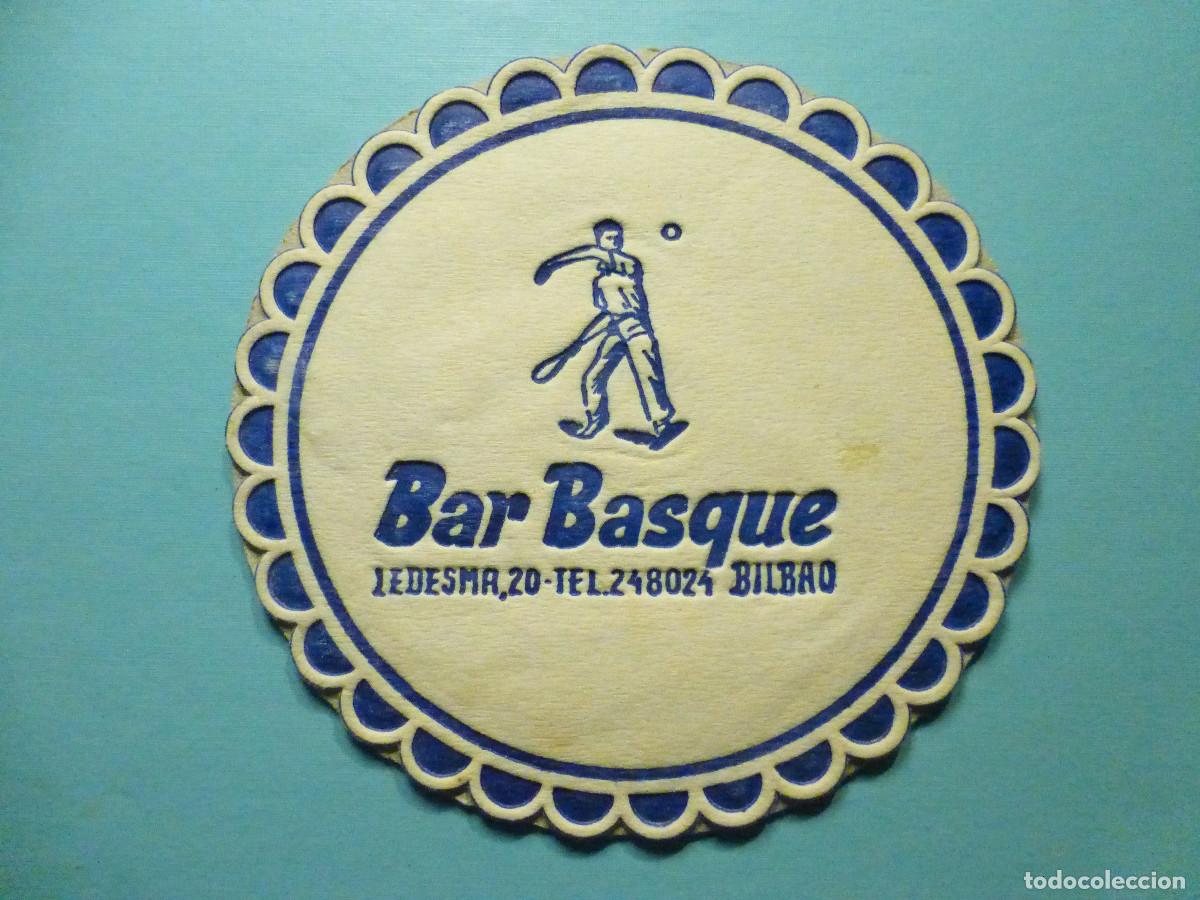 Bar Basque
LEDESMA, 20 - TEL. 248024 BILBAO
todocoleccion